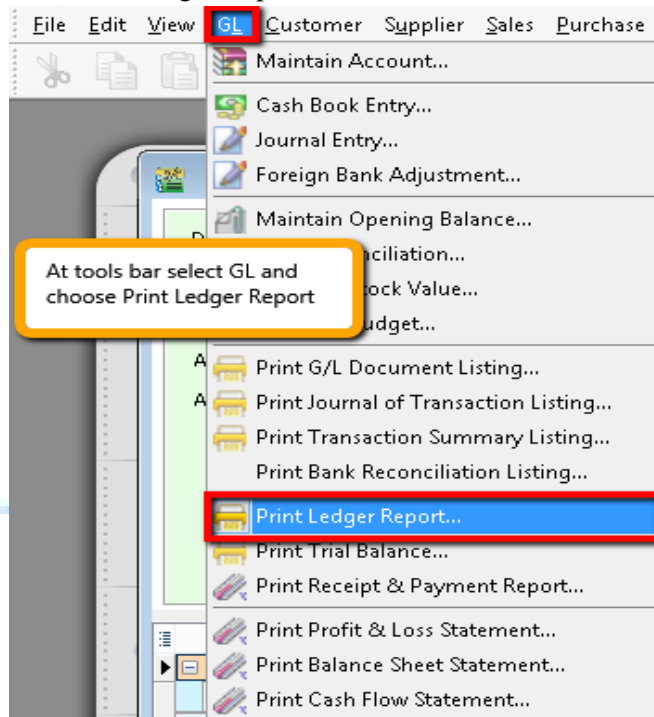 File Edit View GL Customer Supplier Sales Purchase
Maintain Account...
Cash Book Entry...
Journal Entry...
Foreign Bank Adjustment...
Maintain Opening Balance...
At tools bar select GL and
choose Print Ledger Report
Print G/L Document Listing...
Print Journal of Transaction Listing...
Print Transaction Summary Listing...
Print Bank Reconciliation Listing...
Print Ledger Report...
Print Trial Balance...
Print Receipt & Payment Report...
Print Profit & Loss Statement...
Print Balance Sheet Statement...
Print Cash Flow Statement...